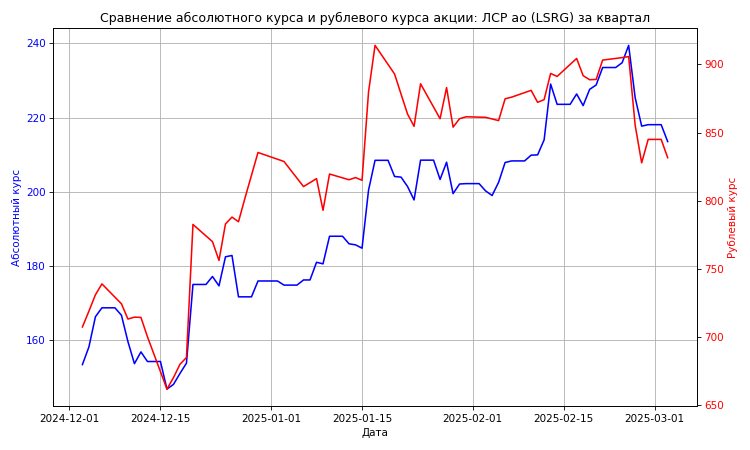 Сравнение абсолютного курса и рублевого курса акции: ЛСР ао (LSRG) за квартал
240
220
200
180
160
Абсолютный курс
900
850
800
750
700
650
Рублевый курс
2024-12-01 2024-12-15 2025-01-01 2025-01-15 2025-02-01 2025-02-15 2025-03-01
Дата